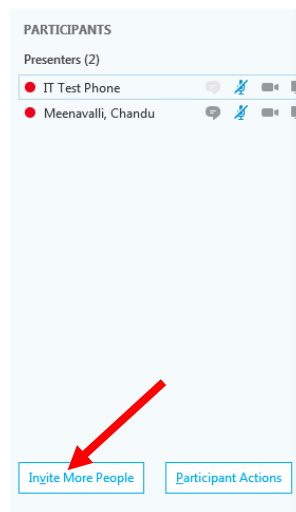 PARTICIPANTS
Presenters (2)
IT Test Phone
Meenavalli, Chandu
Invite More People
Participant Actions